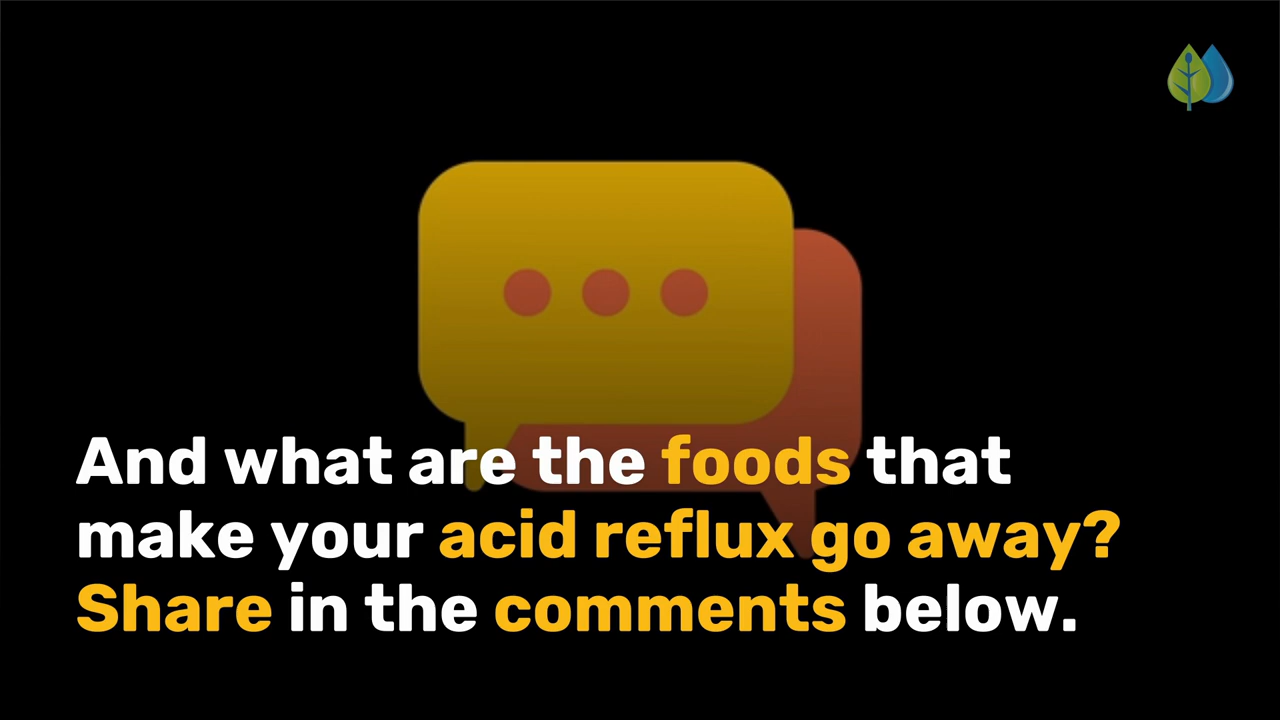 And what are the foods that
make your acid reflux go away?
Share in the comments below.